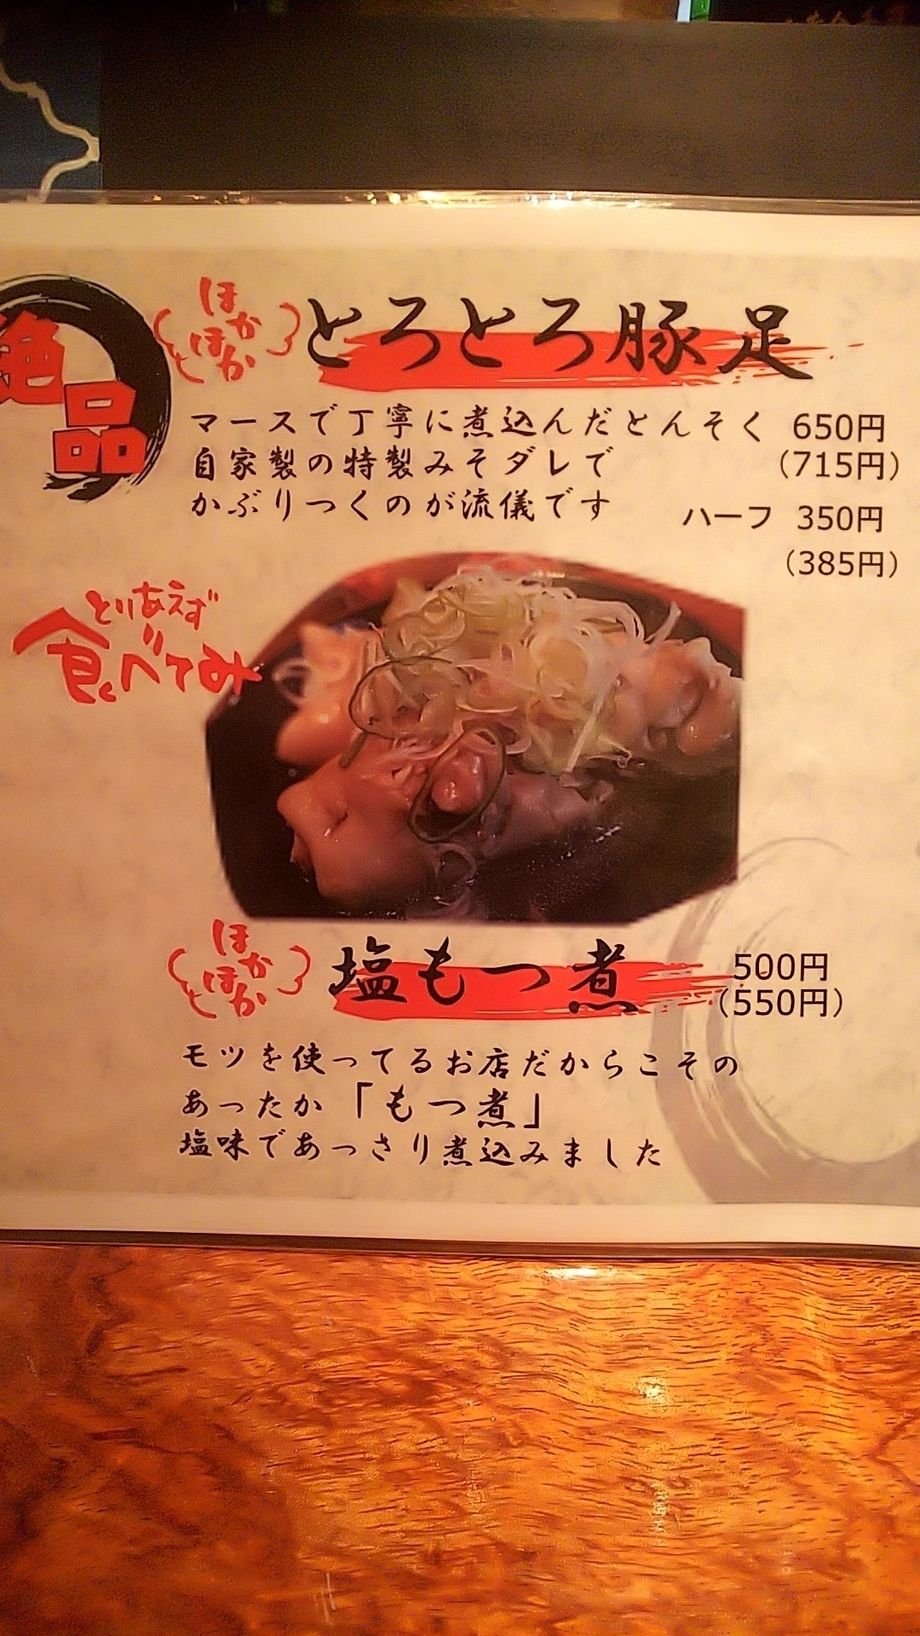 絶品
ほかほか
とろとろ豚足
マースで丁寧に煮込んだとんそく 650円
自家製の特製みそダレで (715円)
かぶりつくのが流儀です
ハーフ 350円
(385円)
とりあえず
食べてみ
ほかほか
塩もつ煮 500円
(550円)
モツを使ってるお店だからこその
あったか「もつ煮」
塩味であっさり煮込みました